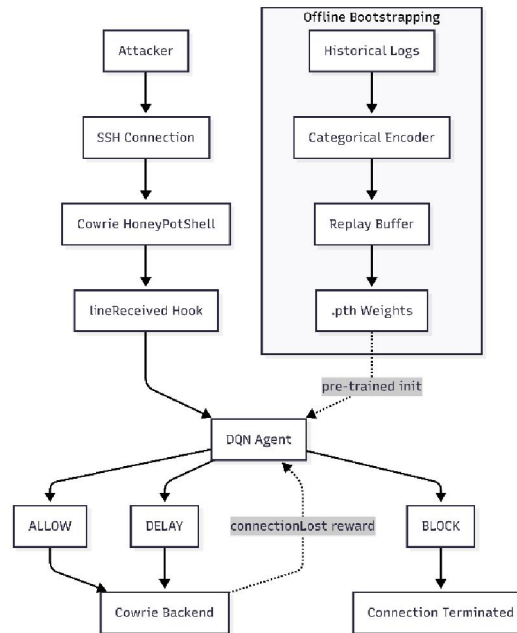 Offline Bootstrapping
Attacker
Historical Logs
SSH Connection
Categorical Encoder
Cowrie HoneyPotShell
Replay Buffer
lineReceived Hook
.pth Weights
pre-trained init
DQN Agent
ALLOW
DELAY
connectionLost reward
BLOCK
Cowrie Backend
Connection Terminated